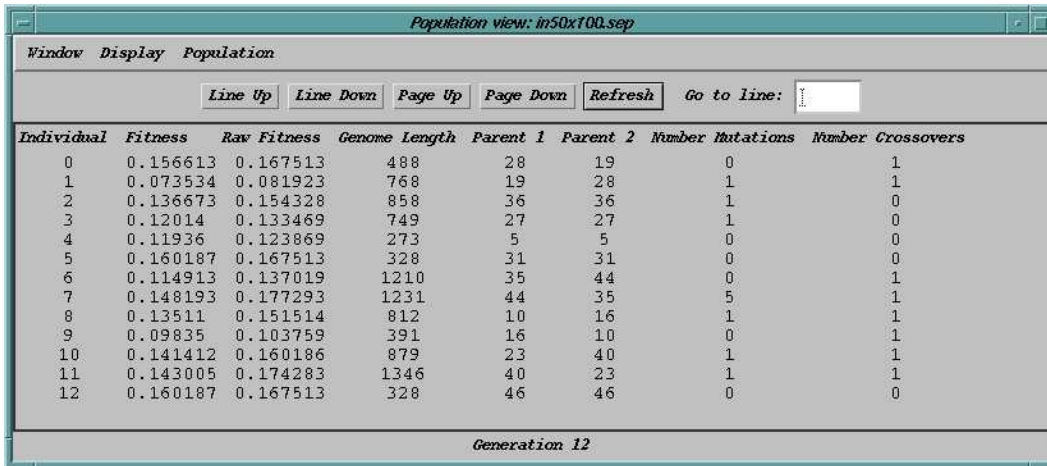 Population view: in50x100.sep
Window Display Population
Line Up Line Down Page Up Page Down Refresh Go to line:
Individual Fitness Raw Fitness Genome Length Parent 1 Parent 2 Number Mutations Number Crossovers
0 0.156613 0.167513 488 28 19 0 1
1 0.073534 0.081923 768 19 28 1 1
2 0.136673 0.154328 858 36 36 1 0
3 0.12014 0.133469 749 27 27 1 0
4 0.11936 0.123869 273 5 5 0 0
5 0.160187 0.167513 328 31 31 0 0
6 0.114913 0.137019 1210 35 44 0 1
7 0.148193 0.177293 1231 44 35 5 1
8 0.13511 0.151514 812 10 16 1 1
9 0.09835 0.103759 391 16 10 0 1
10 0.141412 0.160186 879 23 40 1 1
11 0.143005 0.174283 1346 40 23 1 1
12 0.160187 0.167513 328 46 46 0 0
Generation 12